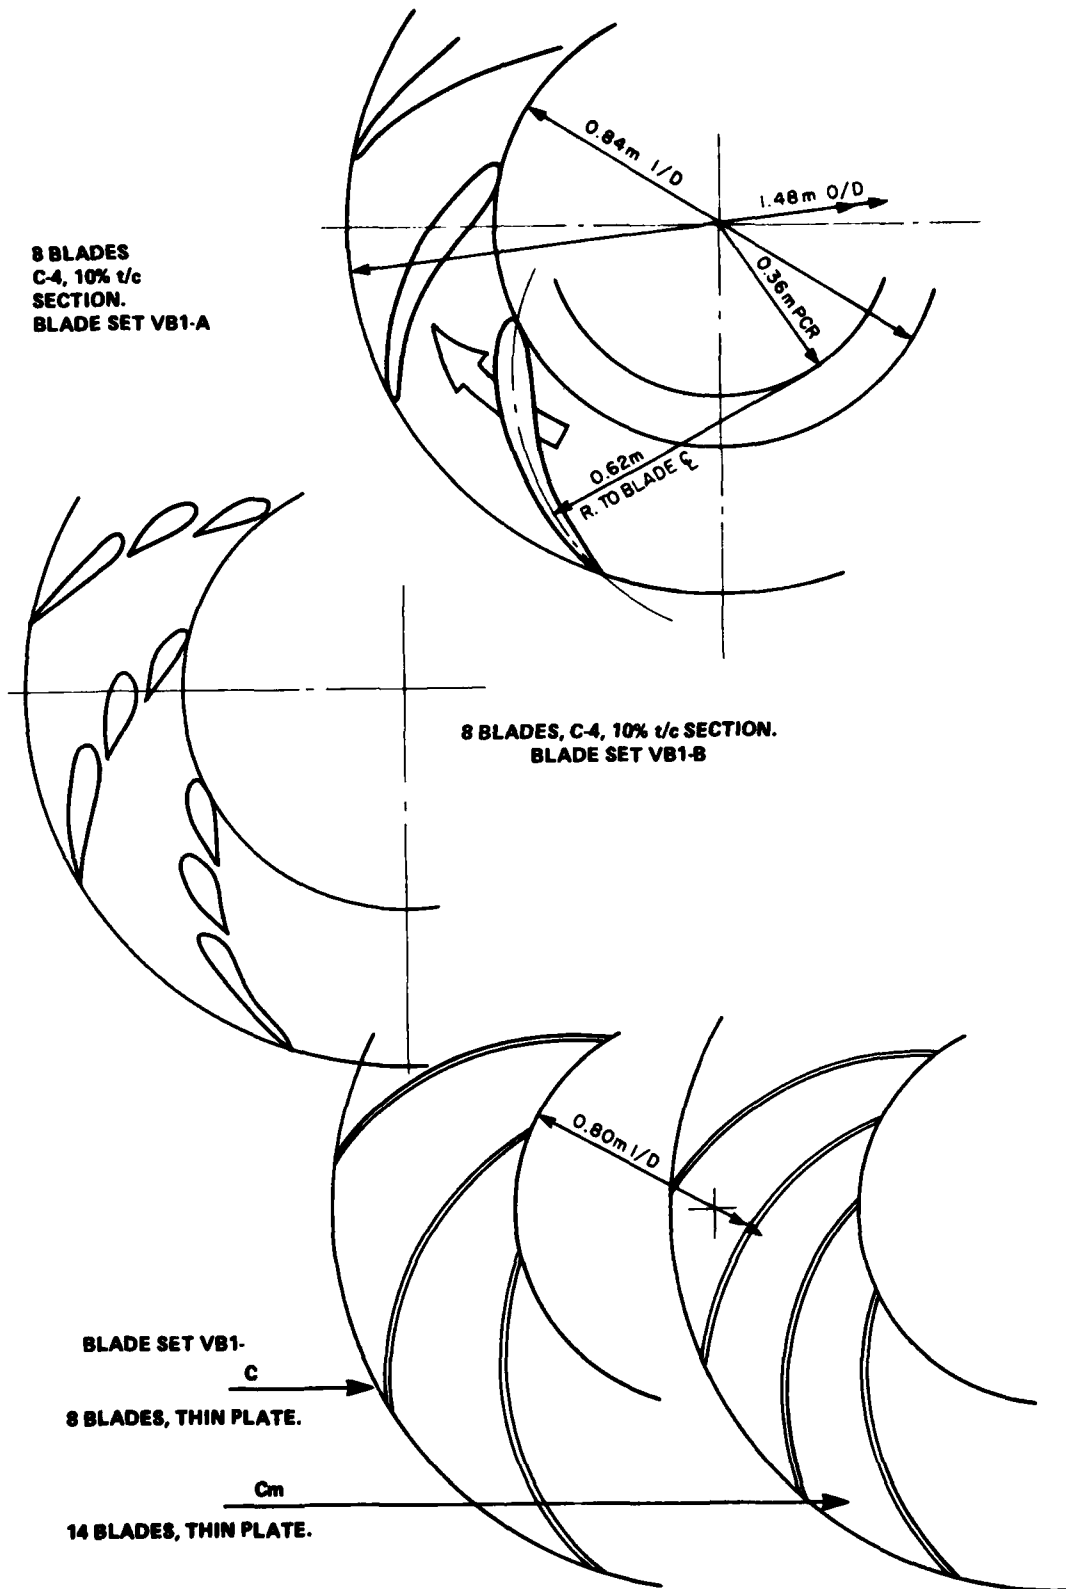 0.84m I/D
1.48m O/D
0.36m PCR
8 BLADES
C-4, 10% t/c
SECTION.
BLADE SET VB1-A
0.62m
R. TO BLADE ℄
8 BLADES, C-4, 10% t/c SECTION.
BLADE SET VB1-B
0.80m I/D
BLADE SET VB1-
C
8 BLADES, THIN PLATE.
Cm
14 BLADES, THIN PLATE.